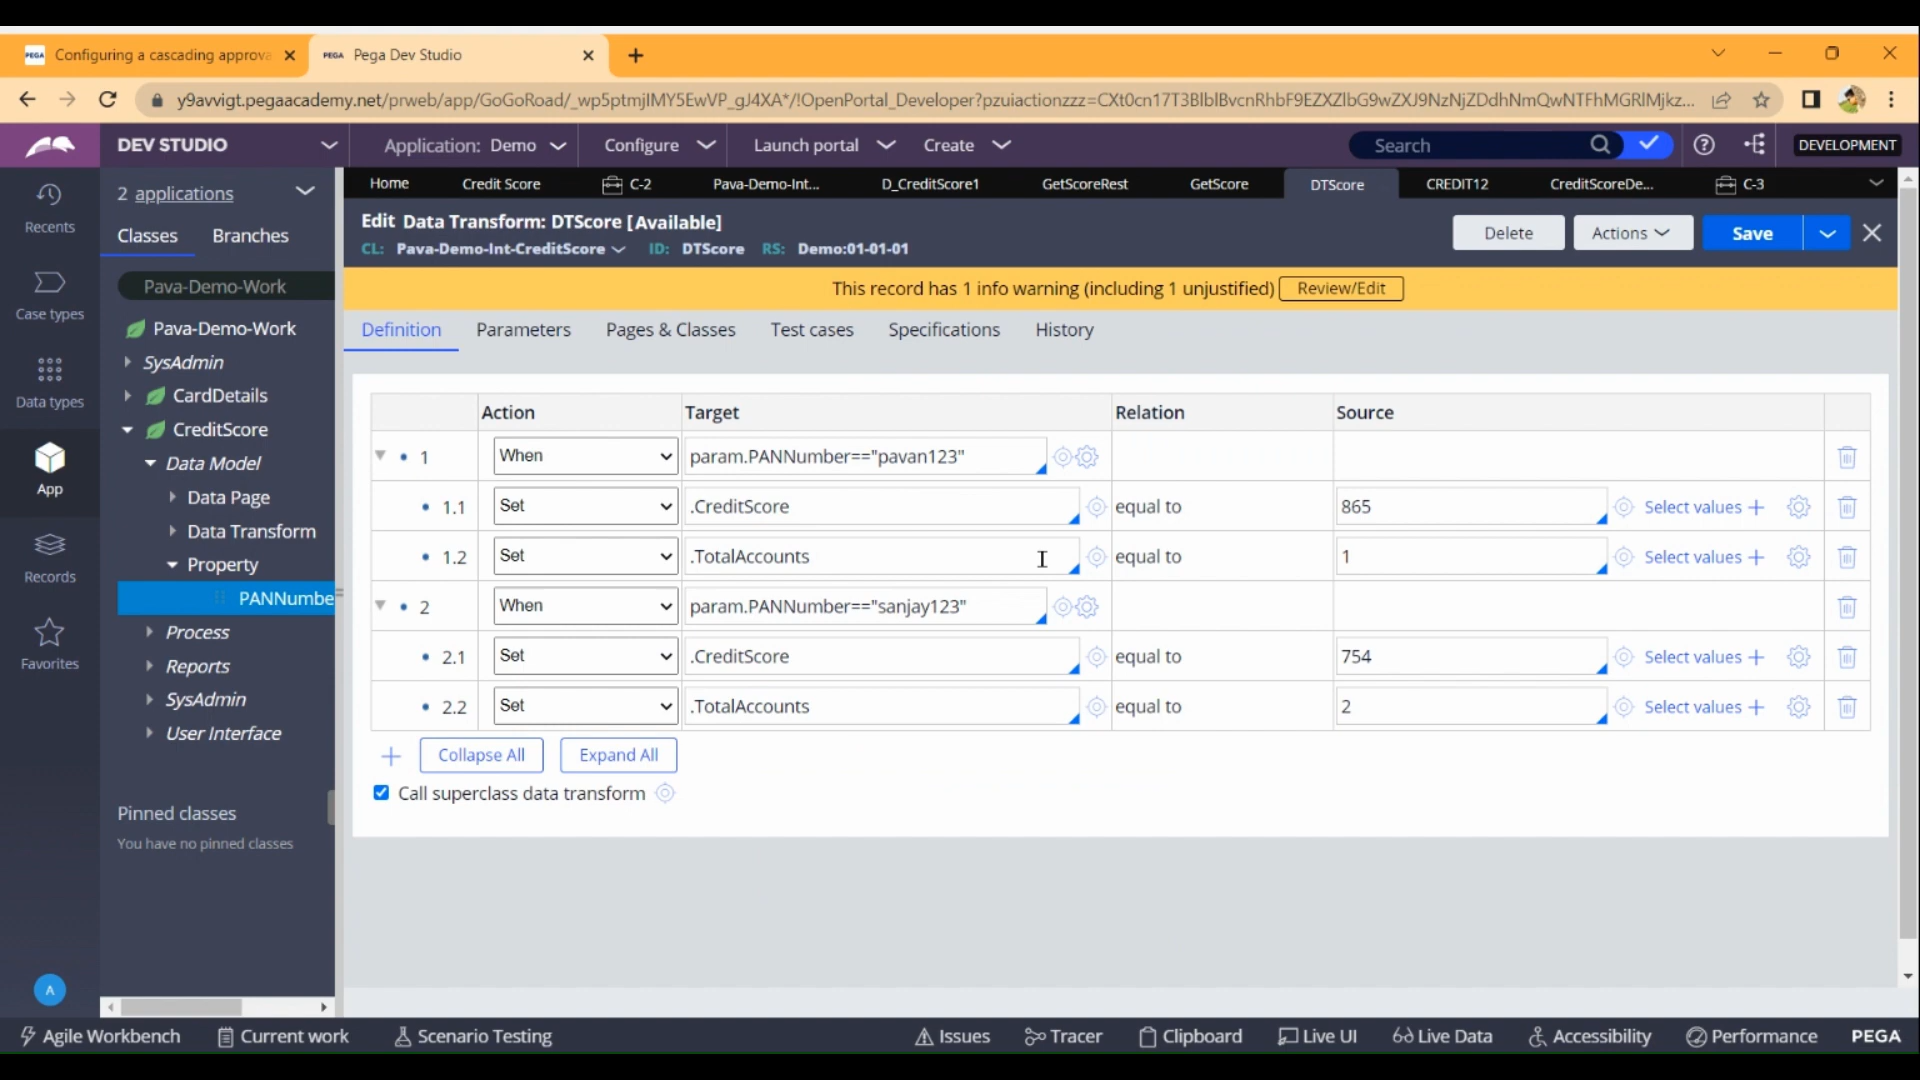 PEGA Configuring a cascading approva
PEGA Pega Dev Studio
y9avvigt.pegaacademy.net/prweb/app/GoGoRoad/_wp5ptmjIMY5EwVP_gJ4XA*/!OpenPortal_Developer?pzuiactionzzz=CXt0cn17T3BlblBvcnRhbF9EZXZlbG9wZXJ9NzNjZDdhNmQwNTFhMGRlMjkz...
DEV STUDIO Application: Demo Configure Launch portal Create Search DEVELOPMENT
Recents
Case types
Data types
App
Records
Favorites
A
2 applications
Classes Branches
Pava-Demo-Work
Pava-Demo-Work
SysAdmin
CardDetails
CreditScore
Data Model
Data Page
Data Transform
Property
PANNumbe
Process
Reports
SysAdmin
User Interface
Pinned classes
You have no pinned classes
Home Credit Score C-2 Pava-Demo-Int... D_CreditScore1 GetScoreRest GetScore DTScore CREDIT12 CreditScoreDe... C-3
Edit Data Transform: DTScore [Available]
CL: Pava-Demo-Int-CreditScore ID: DTScore RS: Demo:01-01-01
Delete Actions Save
This record has 1 info warning (including 1 unjustified) Review/Edit
Definition Parameters Pages & Classes Test cases Specifications History
Action Target Relation Source
1 When param.PANNumber=="pavan123"
1.1 Set .CreditScore equal to 865 Select values
1.2 Set .TotalAccounts equal to 1 Select values
2 When param.PANNumber=="sanjay123"
2.1 Set .CreditScore equal to 754 Select values
2.2 Set .TotalAccounts equal to 2 Select values
Collapse All Expand All
Call superclass data transform
Agile Workbench Current work Scenario Testing Issues Tracer Clipboard Live UI Live Data Accessibility Performance PEGA